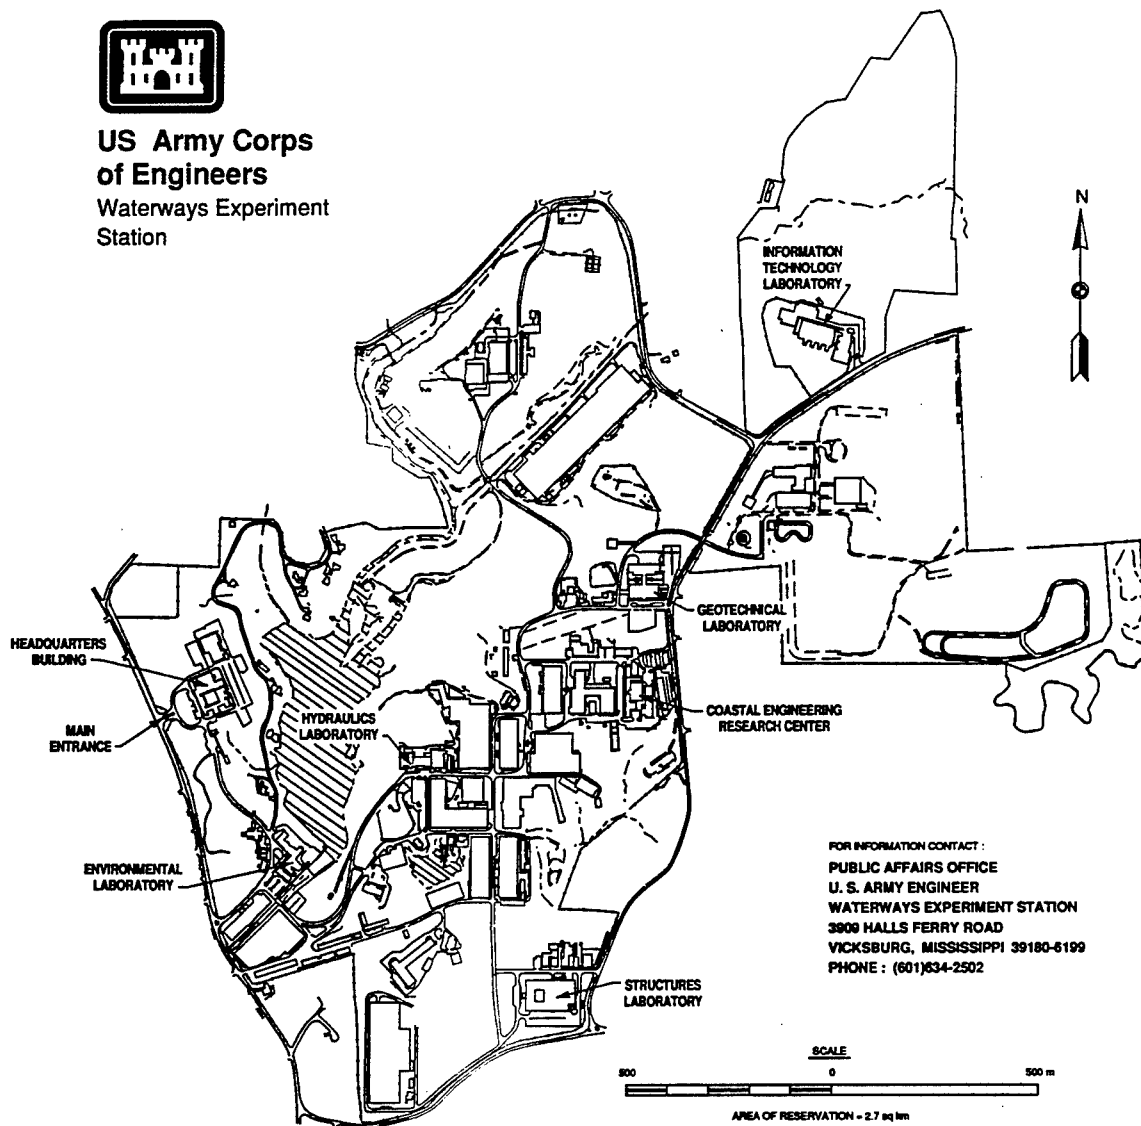 US Army Corps
of Engineers
Waterways Experiment
Station
N
INFORMATION
TECHNOLOGY
LABORATORY
GEOTECHNICAL
LABORATORY
HEADQUARTERS
BUILDING
MAIN
ENTRANCE
HYDRAULICS
LABORATORY
COASTAL ENGINEERING
RESEARCH CENTER
ENVIRONMENTAL
LABORATORY
STRUCTURES
LABORATORY
FOR INFORMATION CONTACT :
PUBLIC AFFAIRS OFFICE
U. S. ARMY ENGINEER
WATERWAYS EXPERIMENT STATION
3909 HALLS FERRY ROAD
VICKSBURG, MISSISSIPPI 39180-6199
PHONE : (601)634-2502
SCALE
500 0 500 m
AREA OF RESERVATION = 2.7 sq km